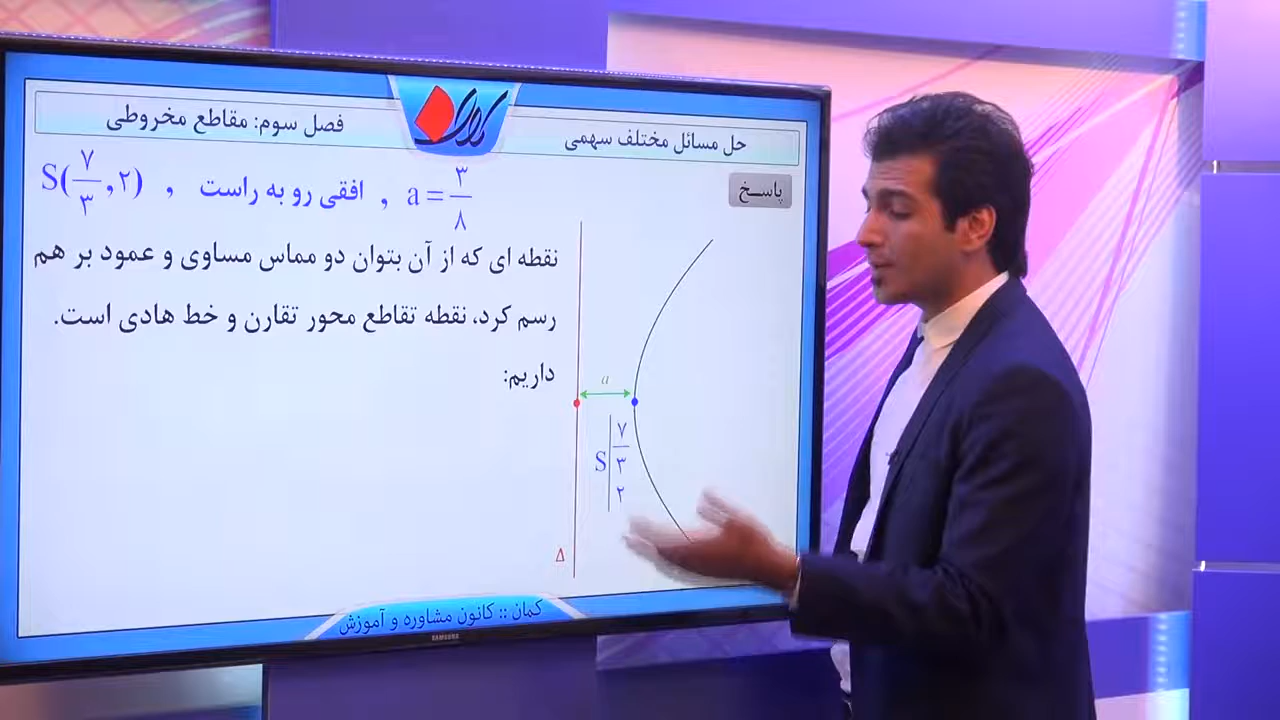 حل مسائل مختلف سهمی
فصل سوم: مقاطع مخروطی
کمان
پاسـخ
S(۷/۳ , ۲) , افقی رو به راست , a = ۳/۸
نقطه ای که از آن بتوان دو مماس مساوی و عمود بر هم
رسم کرد، نقطه تقاطع محور تقارن و خط هادی است.
داریم:
a
S
۷/۳
۲
Δ
کمان :: کانون مشاوره و آموزش
SAMSUNG